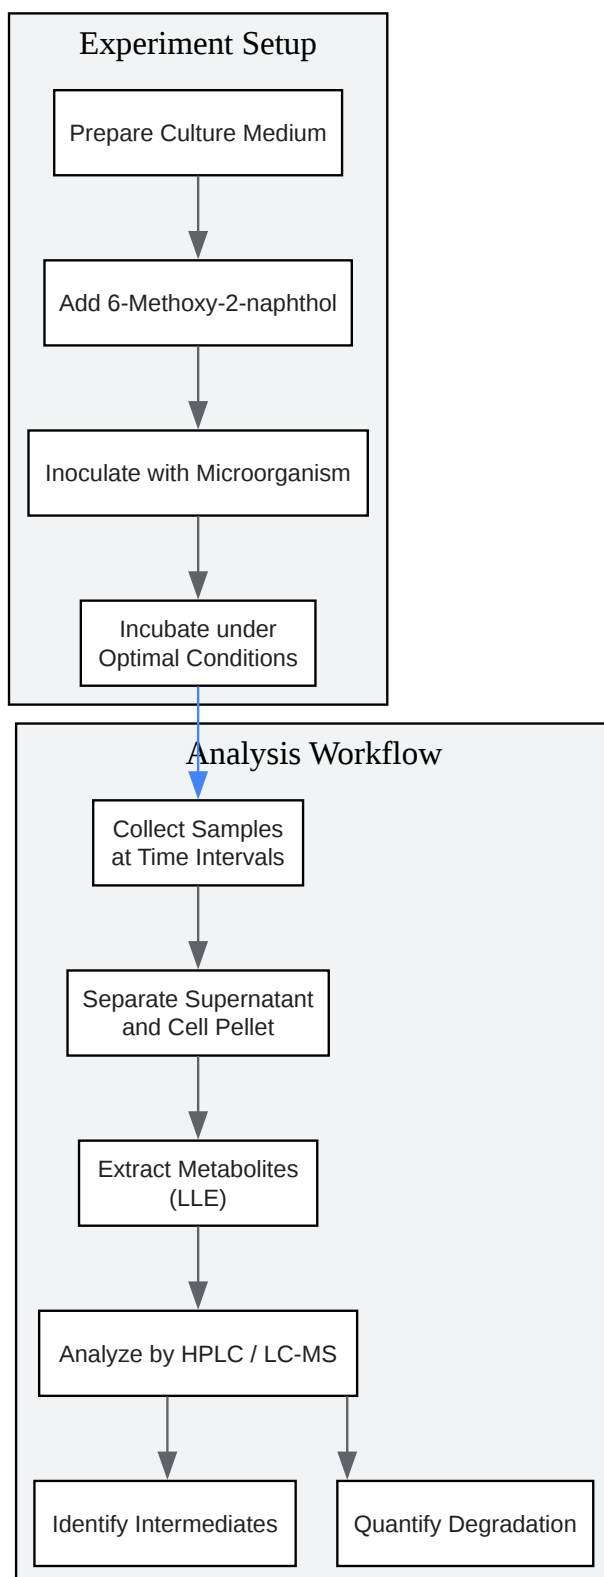 Experiment Setup
Prepare Culture Medium
Add 6-Methoxy-2-naphthol
Inoculate with Microorganism
Incubate under
Optimal Conditions
Analysis Workflow
Collect Samples
at Time Intervals
Separate Supernatant
and Cell Pellet
Extract Metabolites
(LLE)
Analyze by HPLC / LC-MS
Identify Intermediates
Quantify Degradation